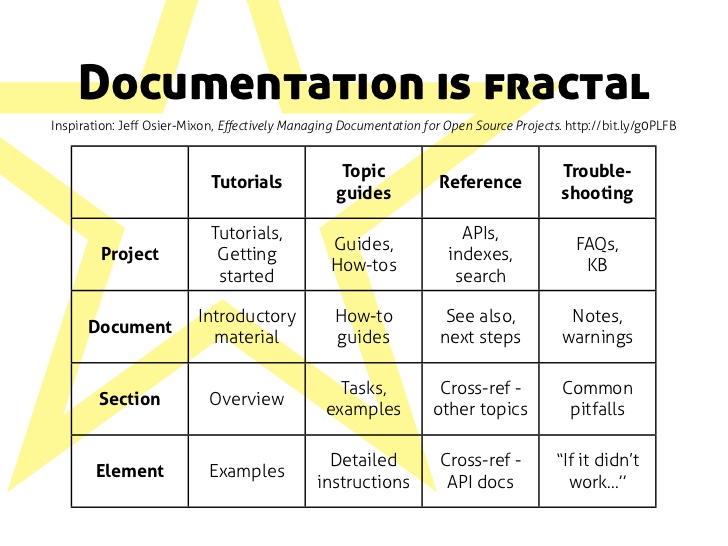 Documentation is fractal
Inspiration: Jeff Osier-Mixon, Effectively Managing Documentation for Open Source Projects. http://bit.ly/g0PLFB
Tutorials
Topic
guides
Reference
Trouble-
shooting
Project
Tutorials,
Getting
started
Guides,
How-tos
APIs,
indexes,
search
FAQs,
KB
Document
Introductory
material
How-to
guides
See also,
next steps
Notes,
warnings
Section
Overview
Tasks,
examples
Cross-ref -
other topics
Common
pitfalls
Element
Examples
Detailed
instructions
Cross-ref -
API docs
“If it didn’t
work...”